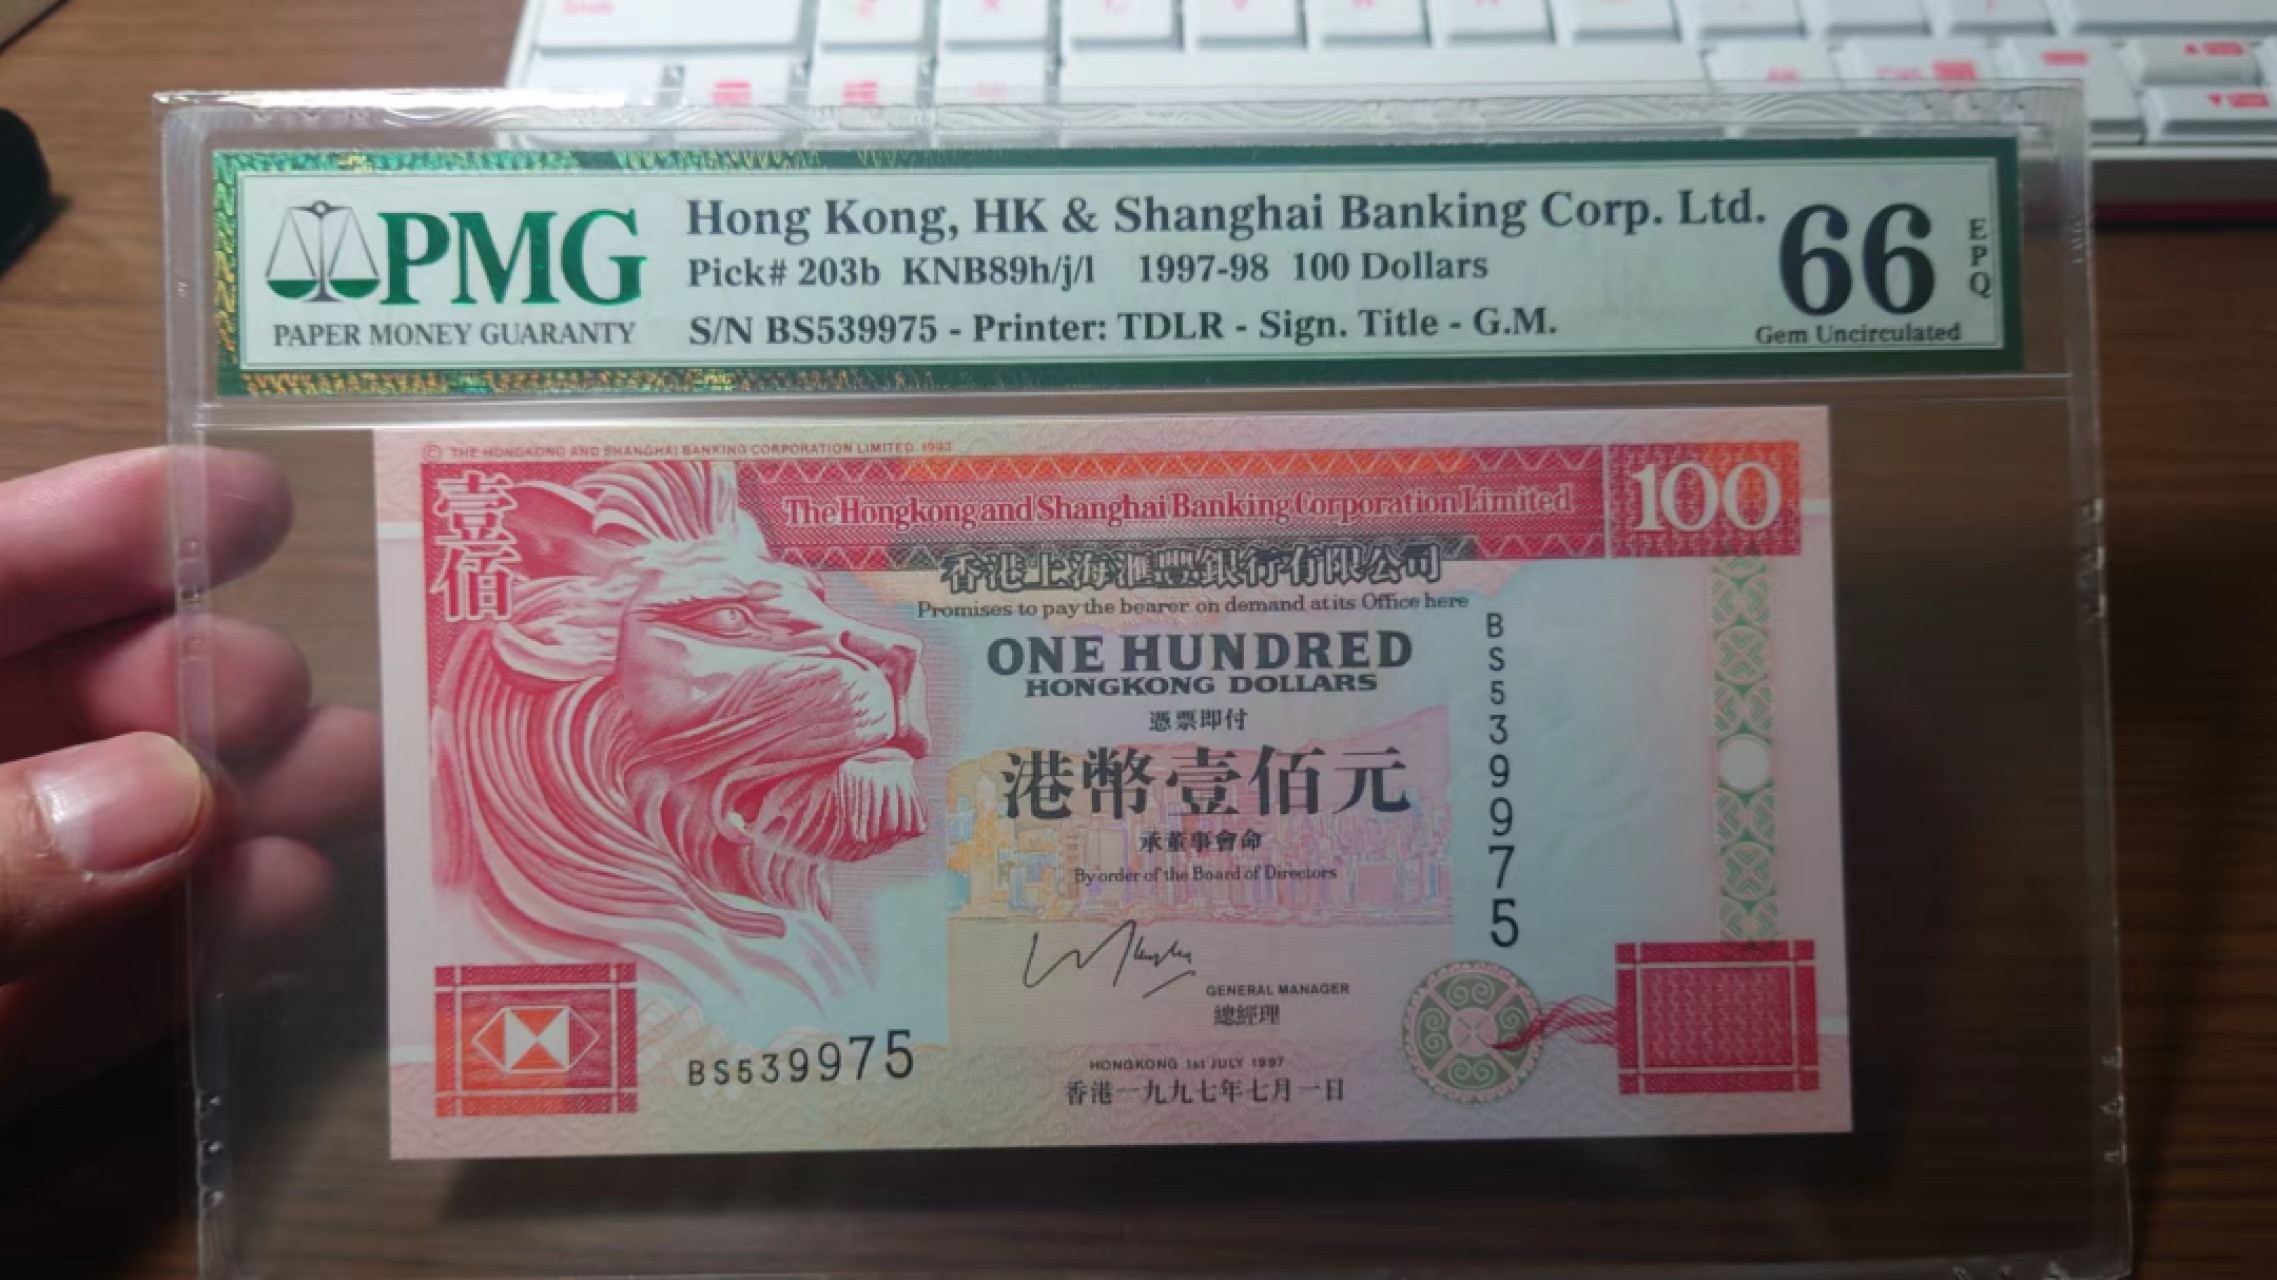 PMG
PAPER MONEY GUARANTY
Hong Kong, HK & Shanghai Banking Corp. Ltd.
Pick# 203b KNB89h/j/l 1997-98 100 Dollars
S/N BS539975 - Printer: TDLR - Sign. Title - G.M.
66
EPQ
Gem Uncirculated
© THE HONGKONG AND SHANGHAI BANKING CORPORATION LIMITED 1993
壹佰
The Hongkong and Shanghai Banking Corporation Limited
100
香港上海滙豐銀行有限公司
Promises to pay the bearer on demand at its Office here
ONE HUNDRED
HONGKONG DOLLARS
憑票即付
港幣壹佰元
承董事會命
By order of the Board of Directors
BS539975
GENERAL MANAGER
總經理
BS539975
HONGKONG 1st JULY 1997
香港一九九七年七月一日